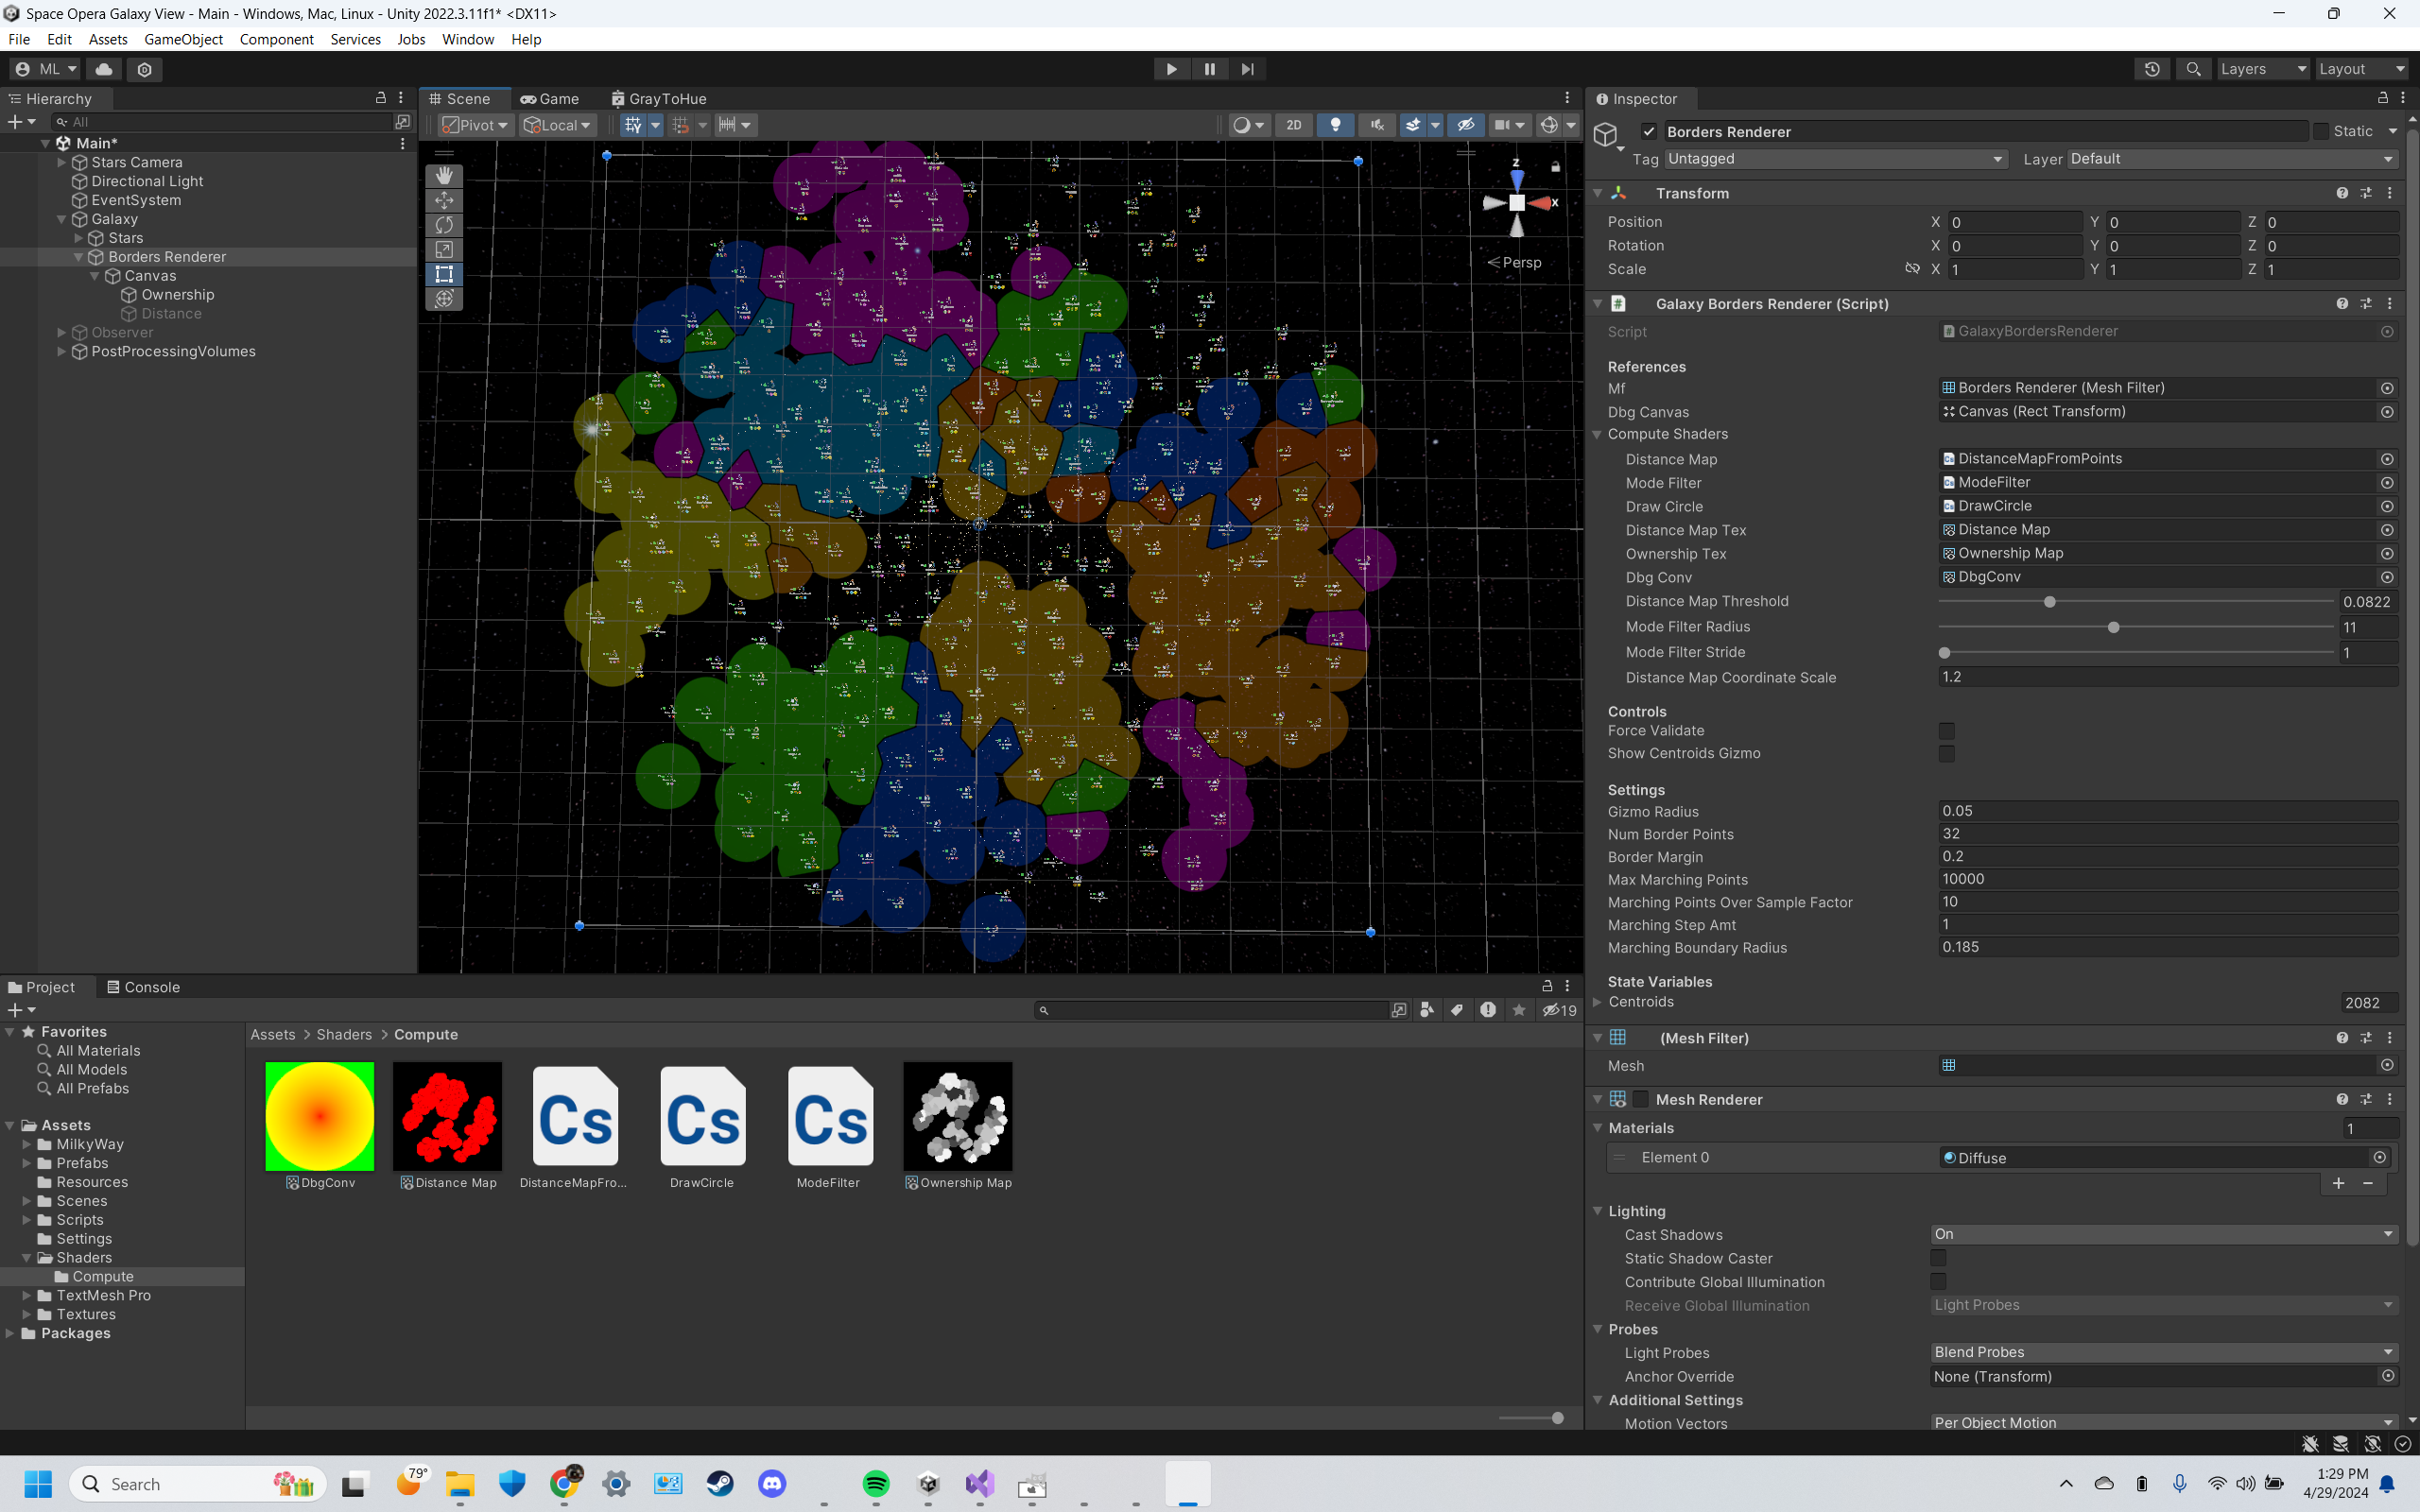 Space Opera Galaxy View - Main - Windows, Mac, Linux - Unity 2022.3.11f1* <DX11>
File Edit Assets GameObject Component Services Jobs Window Help
ML
Layers Layout
Hierarchy
All
Main*
Stars Camera
Directional Light
EventSystem
Galaxy
Stars
Borders Renderer
Canvas
Ownership
Distance
Observer
PostProcessingVolumes
Scene Game GrayToHue
Pivot Local 2D
z
x
Persp
Inspector
Borders Renderer Static
Tag Untagged Layer Default
Transform
Position X 0 Y 0 Z 0
Rotation X 0 Y 0 Z 0
Scale X 1 Y 1 Z 1
# Galaxy Borders Renderer (Script)
Script GalaxyBordersRenderer
References
Mf Borders Renderer (Mesh Filter)
Dbg Canvas Canvas (Rect Transform)
Compute Shaders
Distance Map DistanceMapFromPoints
Mode Filter ModeFilter
Draw Circle DrawCircle
Distance Map Tex Distance Map
Ownership Tex Ownership Map
Dbg Conv DbgConv
Distance Map Threshold 0.0822
Mode Filter Radius 11
Mode Filter Stride 1
Distance Map Coordinate Scale 1.2
Controls
Force Validate
Show Centroids Gizmo
Settings
Gizmo Radius 0.05
Num Border Points 32
Border Margin 0.2
Max Marching Points 10000
Marching Points Over Sample Factor 10
Marching Step Amt 1
Marching Boundary Radius 0.185
State Variables
Centroids 2082
(Mesh Filter)
Mesh
Mesh Renderer
Materials 1
Element 0 Diffuse
Lighting
Cast Shadows On
Static Shadow Caster
Contribute Global Illumination
Receive Global Illumination Light Probes
Probes
Light Probes Blend Probes
Anchor Override None (Transform)
Additional Settings
Motion Vectors Per Object Motion
Project Console
19
Favorites
All Materials
All Models
All Prefabs
Assets
MilkyWay
Prefabs
Resources
Scenes
Scripts
Settings
Shaders
Compute
TextMesh Pro
Textures
Packages
Assets > Shaders > Compute
Cs Cs Cs
DbgConv Distance Map DistanceMapFro... DrawCircle ModeFilter Ownership Map
Search
79°
1:29 PM
4/29/2024